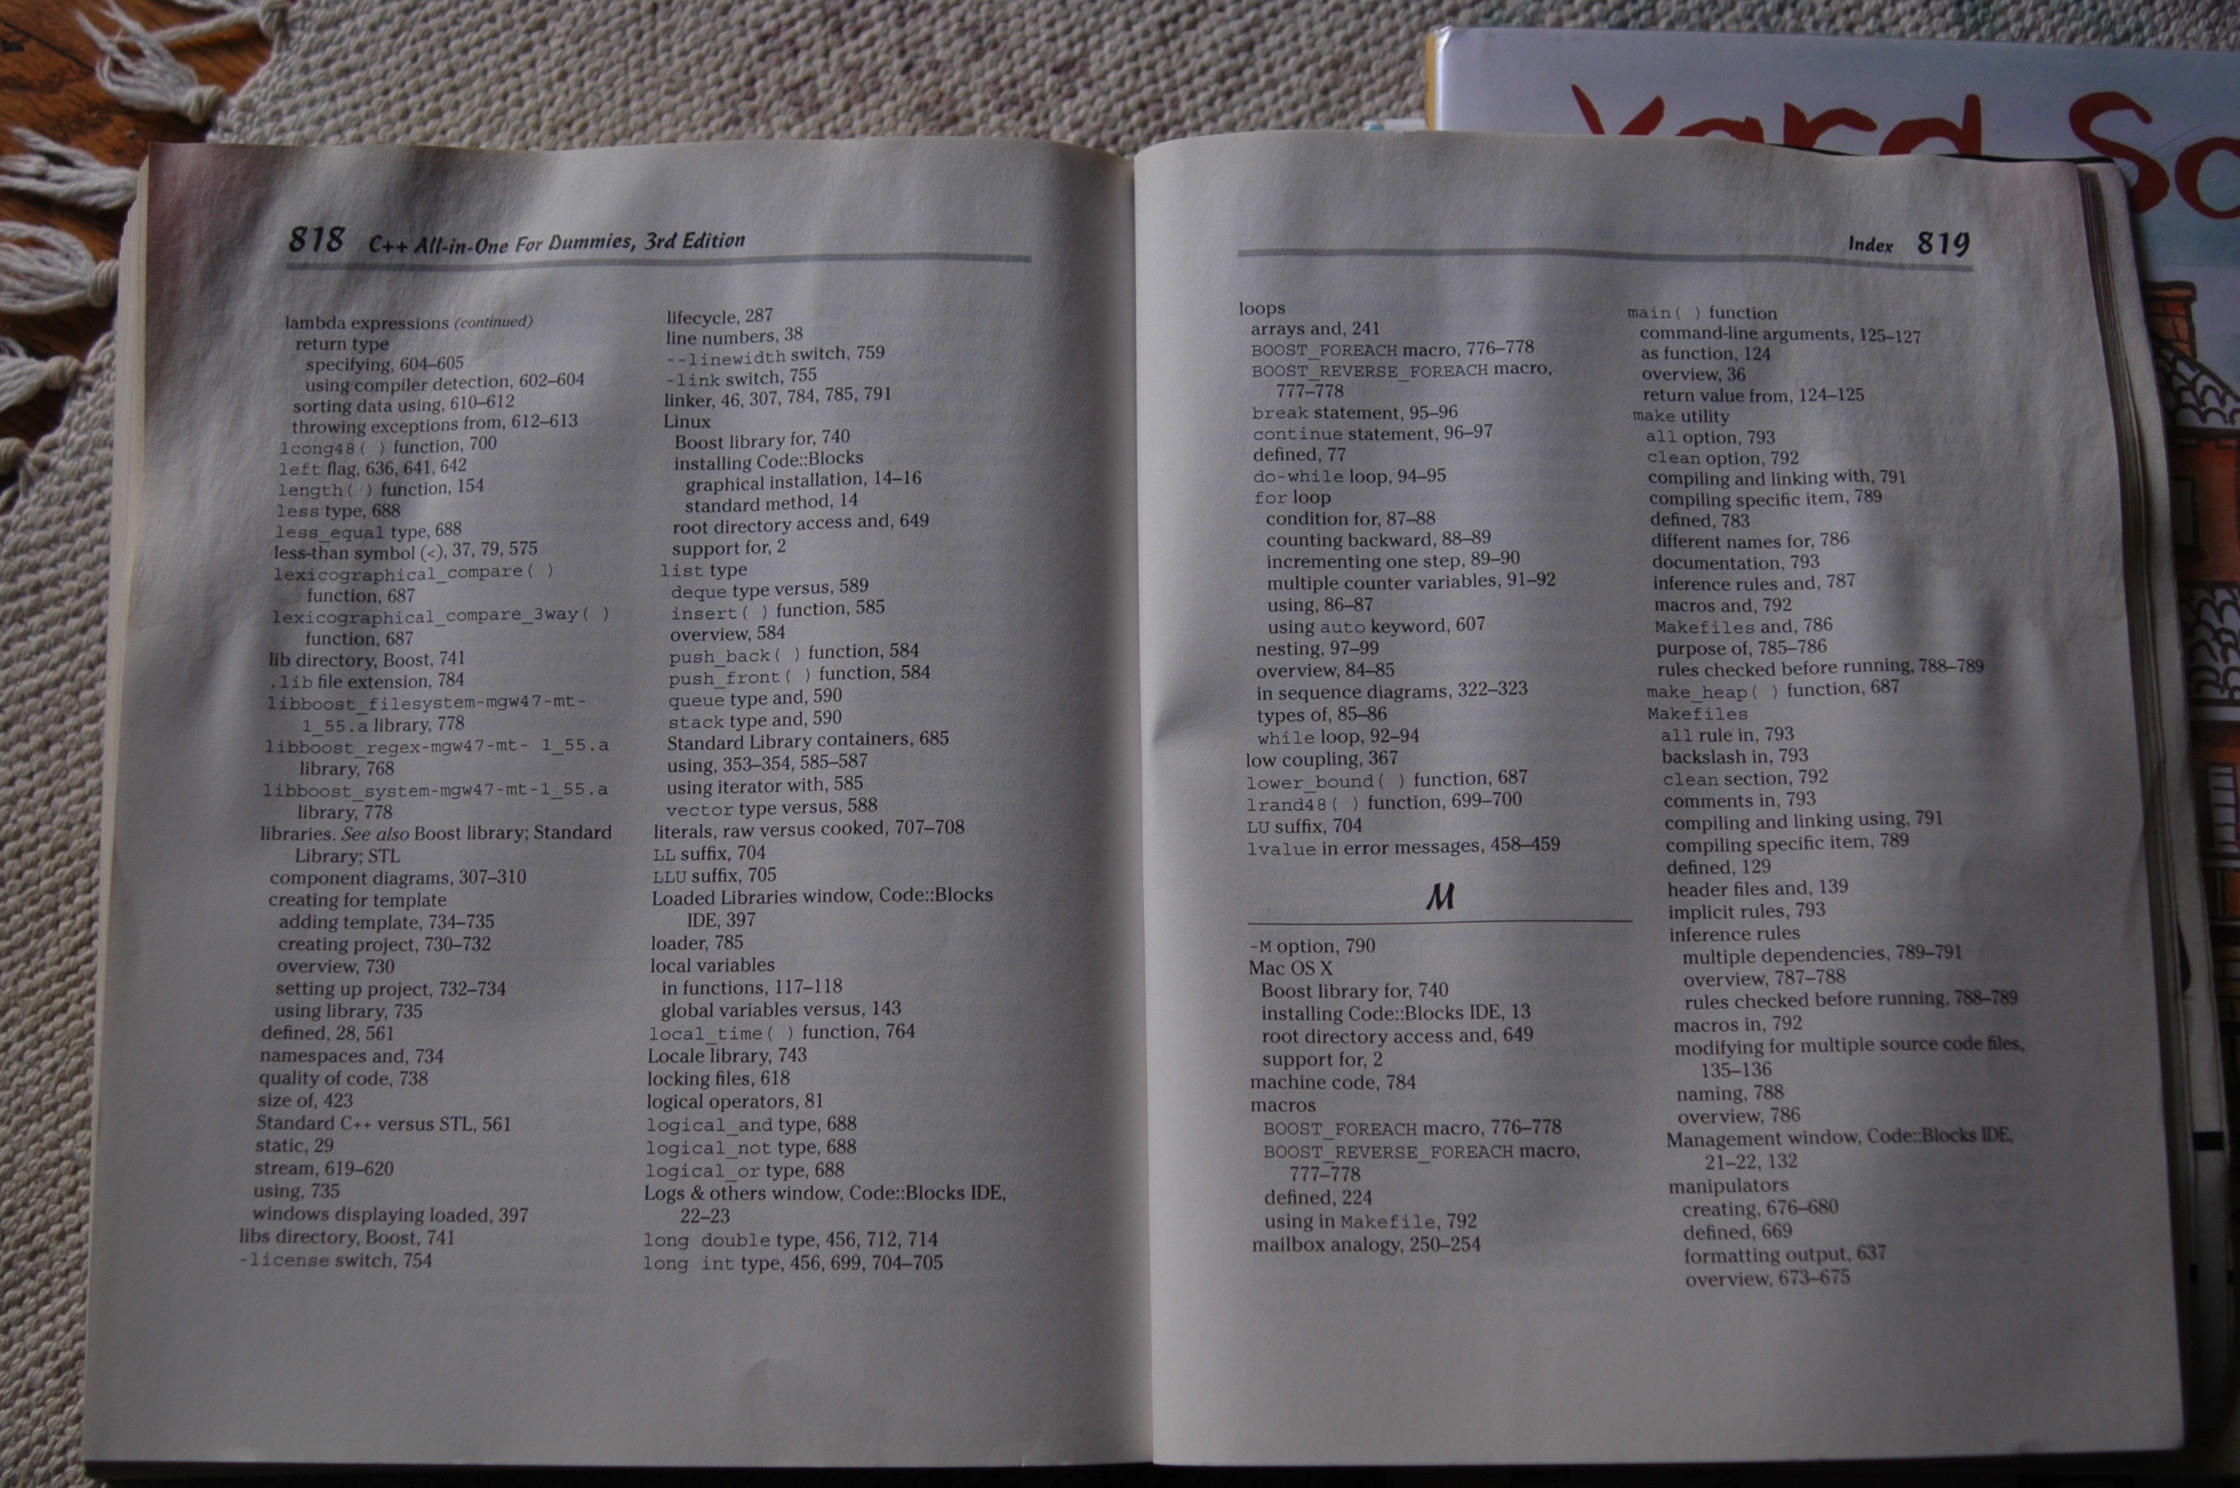 Yard
818 C++ All-in-One For Dummies, 3rd Edition
lambda expressions (continued)
return type
specifying, 604–605
using compiler detection, 602–604
sorting data using, 610–612
throwing exceptions from, 612–613
lcong48( ) function, 700
left flag, 636, 641, 642
length( ) function, 154
less type, 688
less_equal type, 688
less-than symbol (<), 37, 79, 575
lexicographical_compare( )
function, 687
lexicographical_compare_3way( )
function, 687
lib directory, Boost, 741
.lib file extension, 784
libboost_filesystem-mgw47-mt-
1_55.a library, 778
libboost_regex-mgw47-mt- 1_55.a
library, 768
libboost_system-mgw47-mt-1_55.a
library, 778
libraries. See also Boost library; Standard
Library; STL
component diagrams, 307–310
creating for template
adding template, 734–735
creating project, 730–732
overview, 730
setting up project, 732–734
using library, 735
defined, 28, 561
namespaces and, 734
quality of code, 738
size of, 423
Standard C++ versus STL, 561
static, 29
stream, 619–620
using, 735
windows displaying loaded, 397
libs directory, Boost, 741
-license switch, 754
lifecycle, 287
line numbers, 38
--linewidth switch, 759
-link switch, 755
linker, 46, 307, 784, 785, 791
Linux
Boost library for, 740
installing Code::Blocks
graphical installation, 14–16
standard method, 14
root directory access and, 649
support for, 2
list type
deque type versus, 589
insert( ) function, 585
overview, 584
push_back( ) function, 584
push_front( ) function, 584
queue type and, 590
stack type and, 590
Standard Library containers, 685
using, 353–354, 585–587
using iterator with, 585
vector type versus, 588
literals, raw versus cooked, 707–708
LL suffix, 704
LLU suffix, 705
Loaded Libraries window, Code::Blocks
IDE, 397
loader, 785
local variables
in functions, 117–118
global variables versus, 143
local_time( ) function, 764
Locale library, 743
locking files, 618
logical operators, 81
logical_and type, 688
logical_not type, 688
logical_or type, 688
Logs & others window, Code::Blocks IDE,
22–23
long double type, 456, 712, 714
long int type, 456, 699, 704–705
Index 819
loops
arrays and, 241
BOOST_FOREACH macro, 776–778
BOOST_REVERSE_FOREACH macro,
777–778
break statement, 95–96
continue statement, 96–97
defined, 77
do-while loop, 94–95
for loop
condition for, 87–88
counting backward, 88–89
incrementing one step, 89–90
multiple counter variables, 91–92
using, 86–87
using auto keyword, 607
nesting, 97–99
overview, 84–85
in sequence diagrams, 322–323
types of, 85–86
while loop, 92–94
low coupling, 367
lower_bound( ) function, 687
lrand48( ) function, 699–700
LU suffix, 704
lvalue in error messages, 458–459
M
-M option, 790
Mac OS X
Boost library for, 740
installing Code::Blocks IDE, 13
root directory access and, 649
support for, 2
machine code, 784
macros
BOOST_FOREACH macro, 776–778
BOOST_REVERSE_FOREACH macro,
777–778
defined, 224
using in Makefile, 792
mailbox analogy, 250–254
main( ) function
command-line arguments, 125–127
as function, 124
overview, 36
return value from, 124–125
make utility
all option, 793
clean option, 792
compiling and linking with, 791
compiling specific item, 789
defined, 783
different names for, 786
documentation, 793
inference rules and, 787
macros and, 792
Makefiles and, 786
purpose of, 785–786
rules checked before running, 788–789
make_heap( ) function, 687
Makefiles
all rule in, 793
backslash in, 793
clean section, 792
comments in, 793
compiling and linking using, 791
compiling specific item, 789
defined, 129
header files and, 139
implicit rules, 793
inference rules
multiple dependencies, 789–791
overview, 787–788
rules checked before running, 788–789
macros in, 792
modifying for multiple source code files,
135–136
naming, 788
overview, 786
Management window, Code::Blocks IDE,
21–22, 132
manipulators
creating, 676–680
defined, 669
formatting output, 637
overview, 673–675